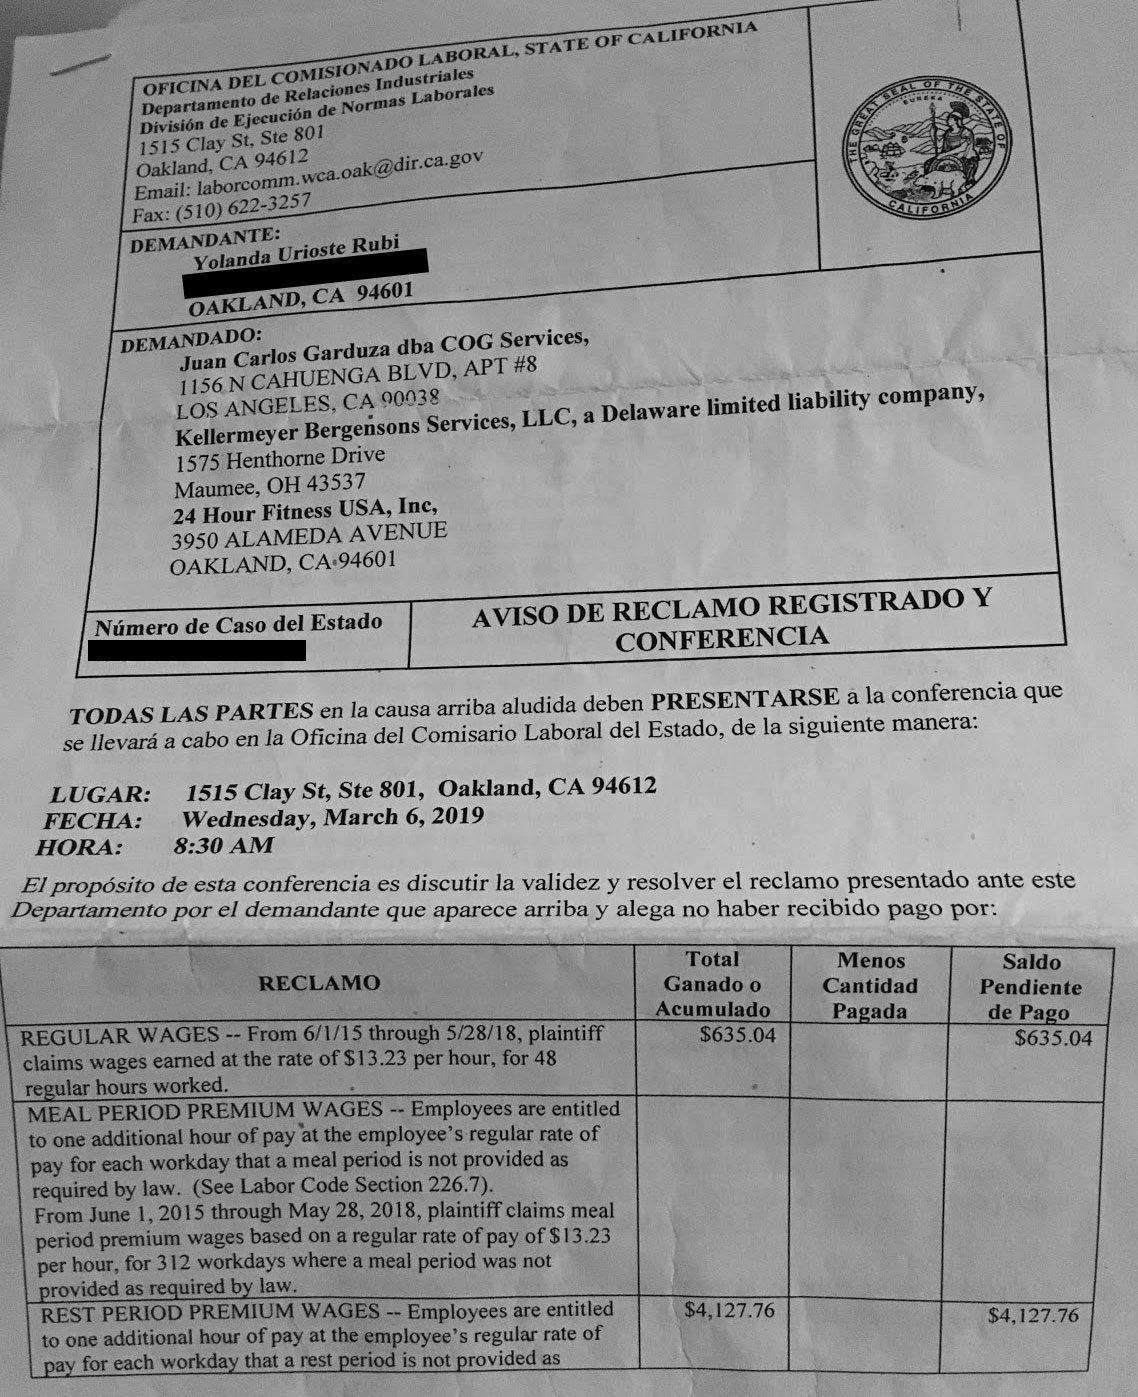 OFICINA DEL COMISIONADO LABORAL, STATE OF CALIFORNIA
Departamento de Relaciones Industriales
División de Ejecución de Normas Laborales
1515 Clay St, Ste 801
Oakland, CA 94612
Email: laborcomm.wca.oak@dir.ca.gov
Fax: (510) 622-3257
THE GREAT SEAL OF THE STATE OF CALIFORNIA
EUREKA
DEMANDANTE:
Yolanda Urioste Rubi
OAKLAND, CA 94601
DEMANDADO:
Juan Carlos Garduza dba COG Services,
1156 N CAHUENGA BLVD, APT #8
LOS ANGELES, CA 90038
Kellermeyer Bergensons Services, LLC, a Delaware limited liability company,
1575 Henthorne Drive
Maumee, OH 43537
24 Hour Fitness USA, Inc,
3950 ALAMEDA AVENUE
OAKLAND, CA 94601
Número de Caso del Estado
AVISO DE RECLAMO REGISTRADO Y
CONFERENCIA
TODAS LAS PARTES en la causa arriba aludida deben PRESENTARSE a la conferencia que
se llevará a cabo en la Oficina del Comisario Laboral del Estado, de la siguiente manera:
LUGAR: 1515 Clay St, Ste 801, Oakland, CA 94612
FECHA: Wednesday, March 6, 2019
HORA: 8:30 AM
El propósito de esta conferencia es discutir la validez y resolver el reclamo presentado ante este
Departamento por el demandante que aparece arriba y alega no haber recibido pago por:
RECLAMO
Total
Ganado o
Acumulado
Menos
Cantidad
Pagada
Saldo
Pendiente
de Pago
REGULAR WAGES -- From 6/1/15 through 5/28/18, plaintiff
claims wages earned at the rate of $13.23 per hour, for 48
regular hours worked.
$635.04
$635.04
MEAL PERIOD PREMIUM WAGES -- Employees are entitled
to one additional hour of pay at the employee's regular rate of
pay for each workday that a meal period is not provided as
required by law. (See Labor Code Section 226.7).
From June 1, 2015 through May 28, 2018, plaintiff claims meal
period premium wages based on a regular rate of pay of $13.23
per hour, for 312 workdays where a meal period was not
provided as required by law.
REST PERIOD PREMIUM WAGES -- Employees are entitled
to one additional hour of pay at the employee's regular rate of
pay for each workday that a rest period is not provided as
$4,127.76
$4,127.76